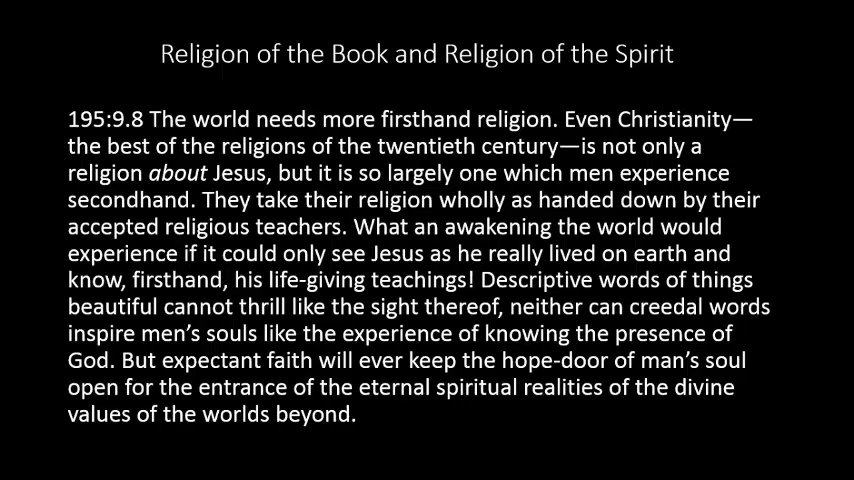 Religion of the Book and Religion of the Spirit
195:9.8 The world needs more firsthand religion. Even Christianity—
the best of the religions of the twentieth century—is not only a
religion about Jesus, but it is so largely one which men experience
secondhand. They take their religion wholly as handed down by their
accepted religious teachers. What an awakening the world would
experience if it could only see Jesus as he really lived on earth and
know, firsthand, his life-giving teachings! Descriptive words of things
beautiful cannot thrill like the sight thereof, neither can creedal words
inspire men’s souls like the experience of knowing the presence of
God. But expectant faith will ever keep the hope-door of man’s soul
open for the entrance of the eternal spiritual realities of the divine
values of the worlds beyond.